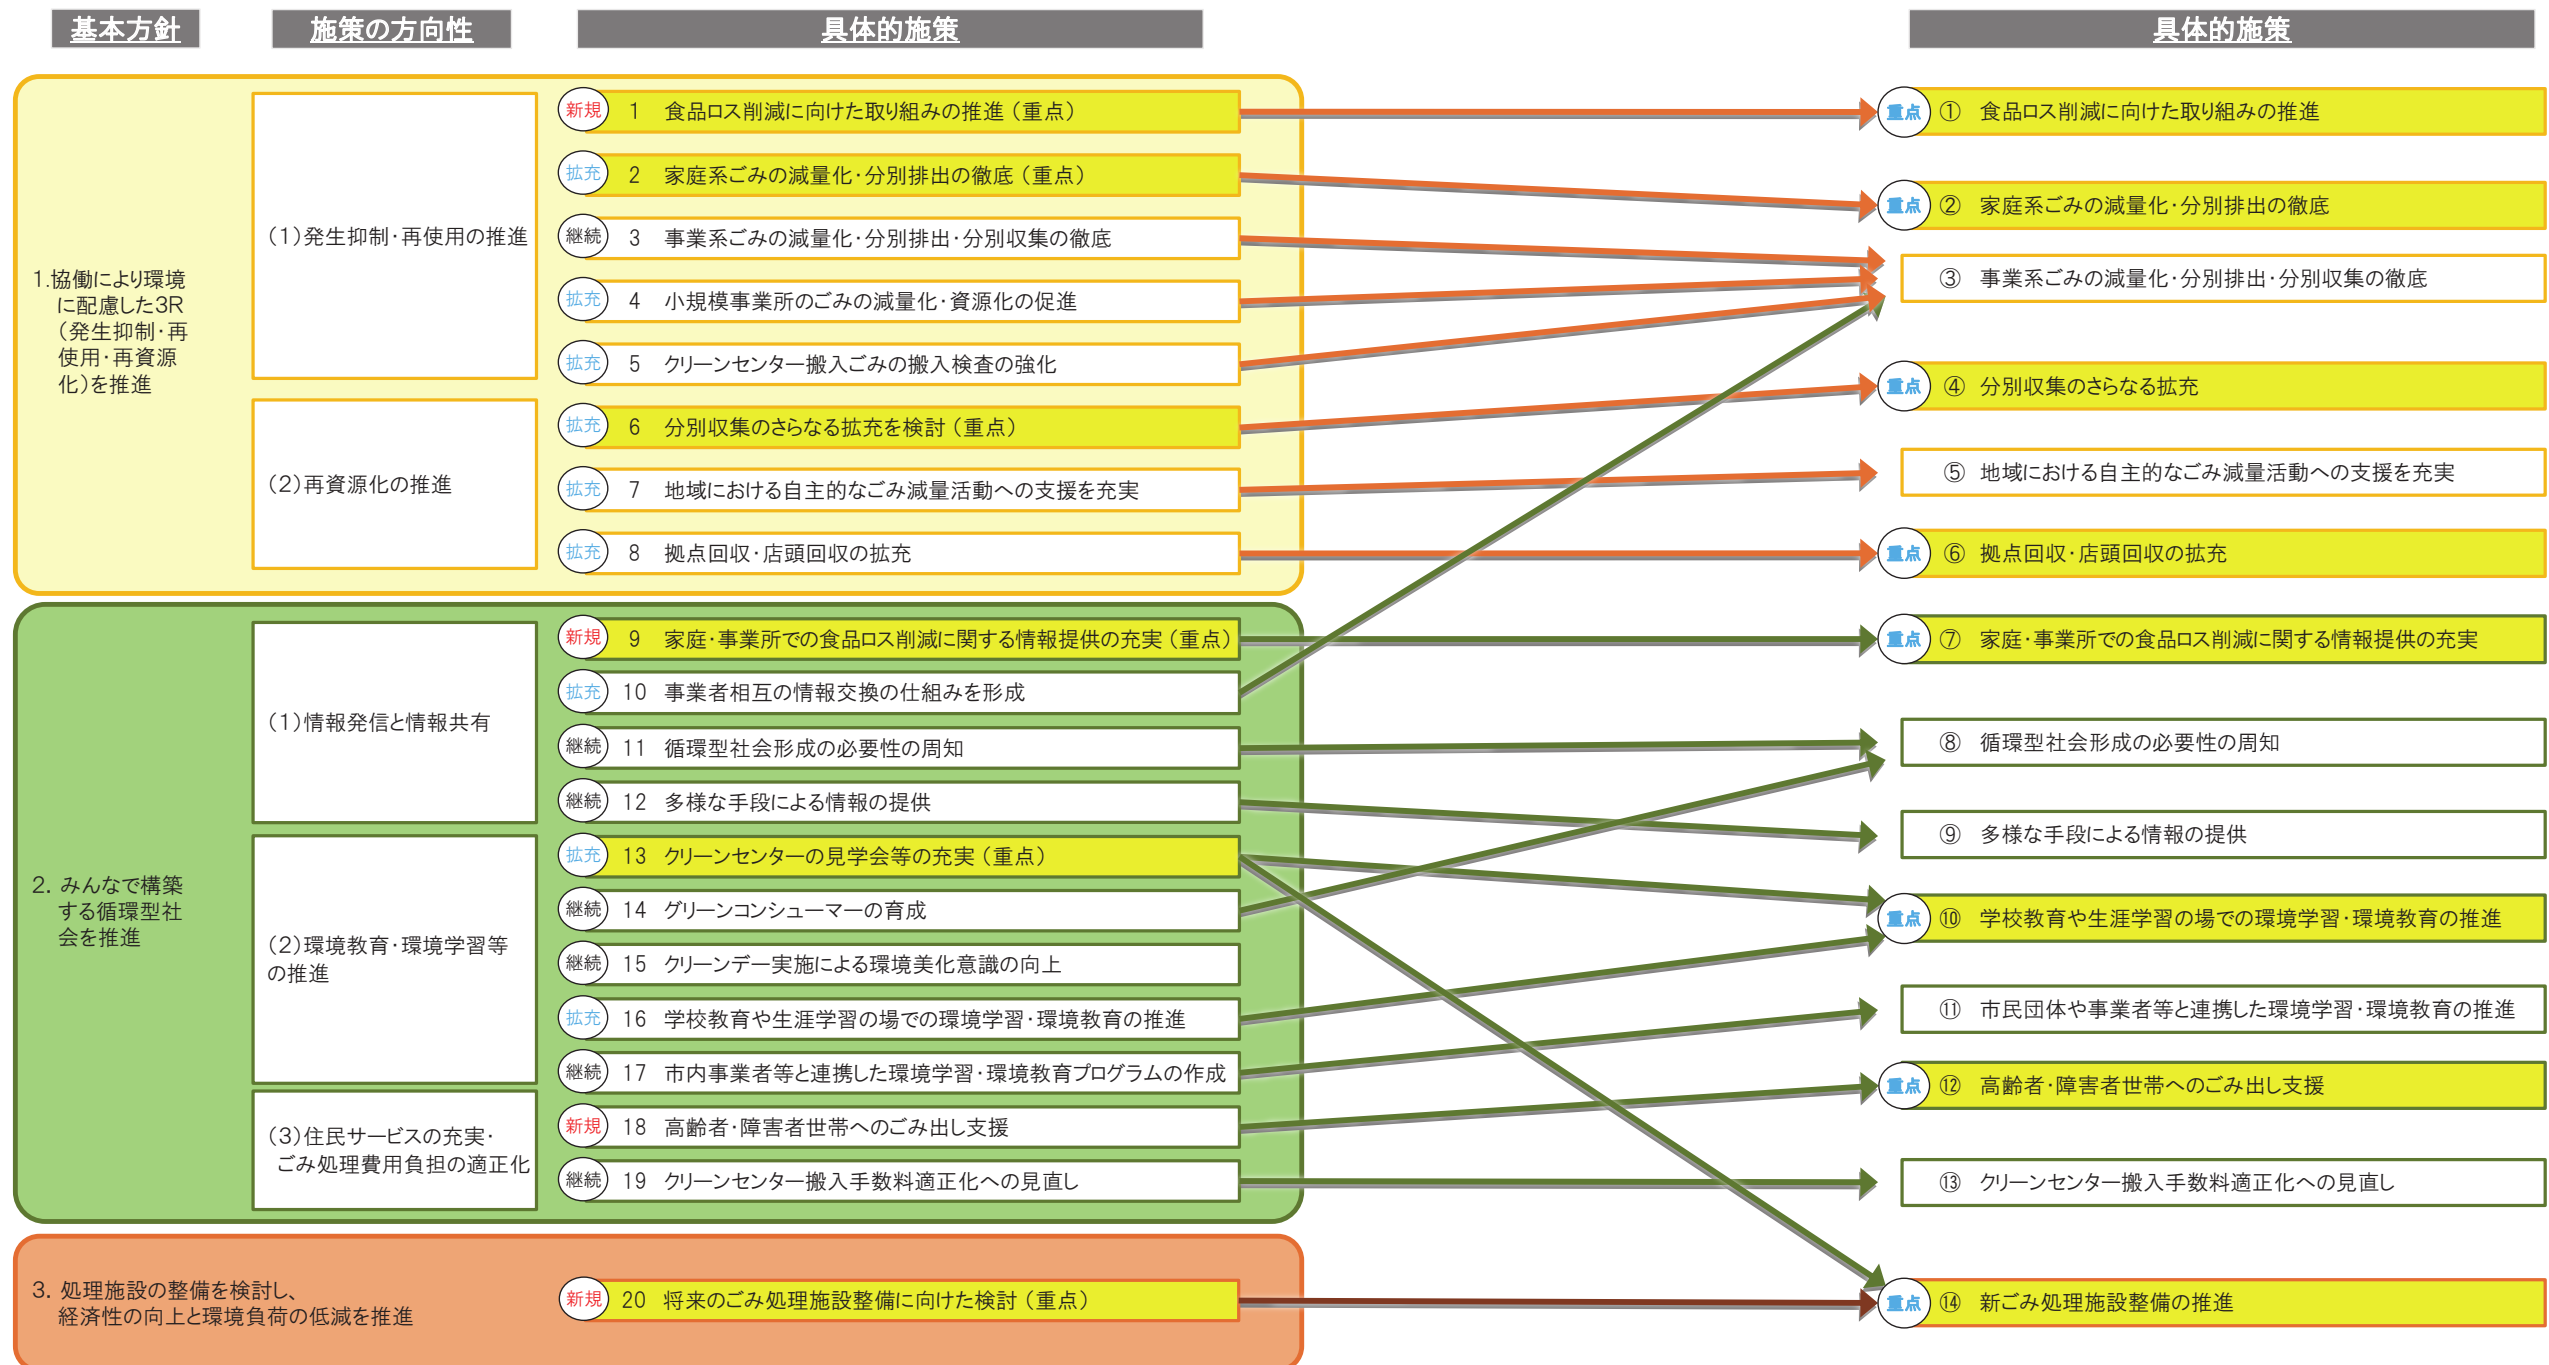 基本方針
施策の方向性
具体的施策
具体的施策
1.協働により環境
に配慮した3R
(発生抑制・再
使用・再資源
化)を推進
(1)発生抑制・再使用の推進
新規 1 食品ロス削減に向けた取り組みの推進(重点)
拡充 2 家庭系ごみの減量化・分別排出の徹底(重点)
継続 3 事業系ごみの減量化・分別排出・分別収集の徹底
拡充 4 小規模事業所のごみの減量化・資源化の促進
拡充 5 クリーンセンター搬入ごみの搬入検査の強化
(2)再資源化の推進
拡充 6 分別収集のさらなる拡充を検討(重点)
拡充 7 地域における自主的なごみ減量活動への支援を充実
拡充 8 拠点回収・店頭回収の拡充
2. みんなで構築
する循環型社
会を推進
(1)情報発信と情報共有
新規 9 家庭・事業所での食品ロス削減に関する情報提供の充実(重点)
拡充 10 事業者相互の情報交換の仕組みを形成
継続 11 循環型社会形成の必要性の周知
継続 12 多様な手段による情報の提供
(2)環境教育・環境学習等
の推進
拡充 13 クリーンセンターの見学会等の充実(重点)
継続 14 グリーンコンシューマーの育成
継続 15 クリーンデー実施による環境美化意識の向上
拡充 16 学校教育や生涯学習の場での環境学習・環境教育の推進
継続 17 市内事業者等と連携した環境学習・環境教育プログラムの作成
(3)住民サービスの充実・
ごみ処理費用負担の適正化
新規 18 高齢者・障害者世帯へのごみ出し支援
継続 19 クリーンセンター搬入手数料適正化への見直し
3. 処理施設の整備を検討し、
経済性の向上と環境負荷の低減を推進
新規 20 将来のごみ処理施設整備に向けた検討(重点)
重点 ① 食品ロス削減に向けた取り組みの推進
重点 ② 家庭系ごみの減量化・分別排出の徹底
③ 事業系ごみの減量化・分別排出・分別収集の徹底
重点 ④ 分別収集のさらなる拡充
⑤ 地域における自主的なごみ減量活動への支援を充実
重点 ⑥ 拠点回収・店頭回収の拡充
重点 ⑦ 家庭・事業所での食品ロス削減に関する情報提供の充実
⑧ 循環型社会形成の必要性の周知
⑨ 多様な手段による情報の提供
重点 ⑩ 学校教育や生涯学習の場での環境学習・環境教育の推進
⑪ 市民団体や事業者等と連携した環境学習・環境教育の推進
重点 ⑫ 高齢者・障害者世帯へのごみ出し支援
⑬ クリーンセンター搬入手数料適正化への見直し
重点 ⑭ 新ごみ処理施設整備の推進